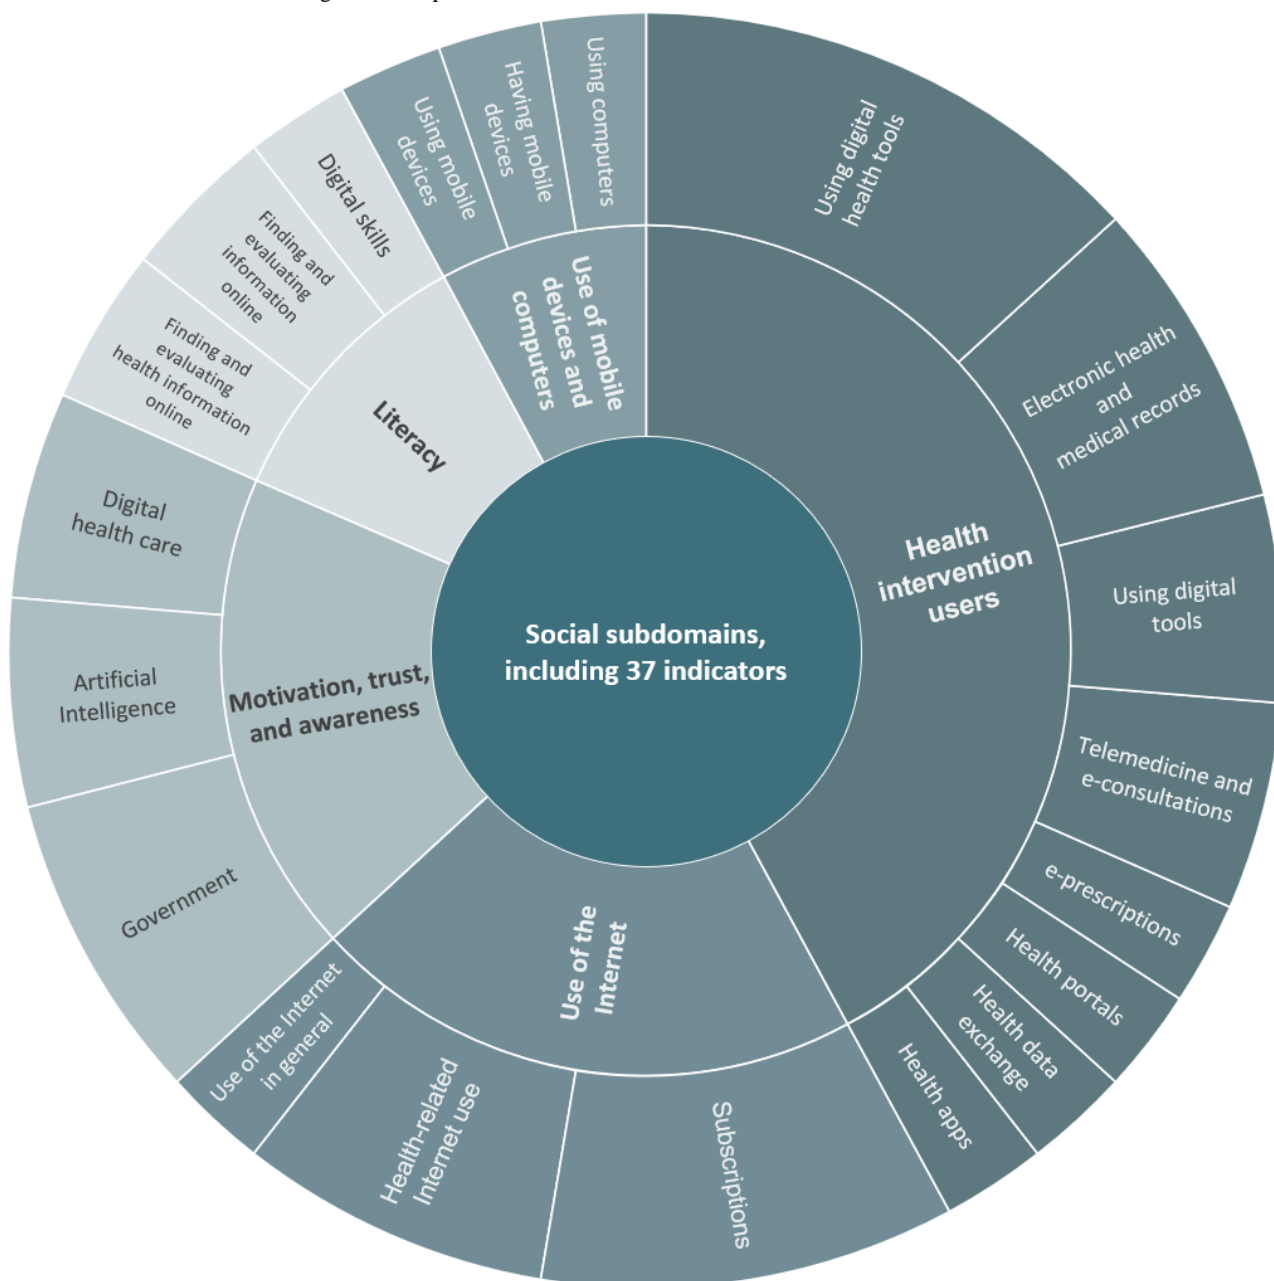 Using computers
Having mobile
devices
Using mobile
devices
Digital skills
Finding and
evaluating
information
online
Finding and
evaluating
health information
online
Digital
health care
Artificial
Intelligence
Government
Use of the Internet
in general
Health-related
Internet use
Subscriptions
Health apps
Health data
exchange
Health portals
e-prescriptions
Telemedicine and
e-consultations
Using digital
tools
Electronic health
and
medical records
Using digital
health tools
Use of mobile
devices and
computers
Literacy
Motivation, trust,
and awareness
Use of the
Internet
Health
intervention
users
Social subdomains,
including 37 indicators